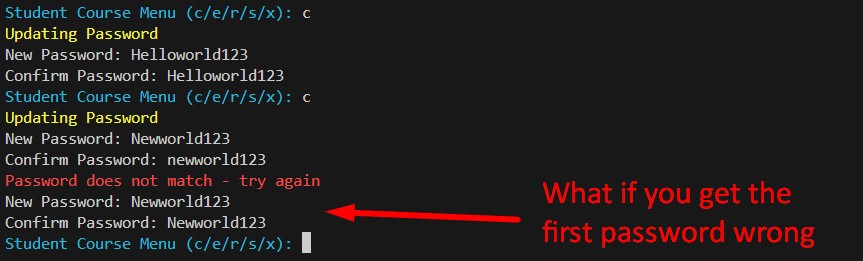 Student Course Menu (c/e/r/s/x): c
Updating Password
New Password: Helloworld123
Confirm Password: Helloworld123
Student Course Menu (c/e/r/s/x): c
Updating Password
New Password: Newworld123
Confirm Password: newworld123
Password does not match - try again
New Password: Newworld123
Confirm Password: Newworld123
Student Course Menu (c/e/r/s/x):
What if you get the
first password wrong